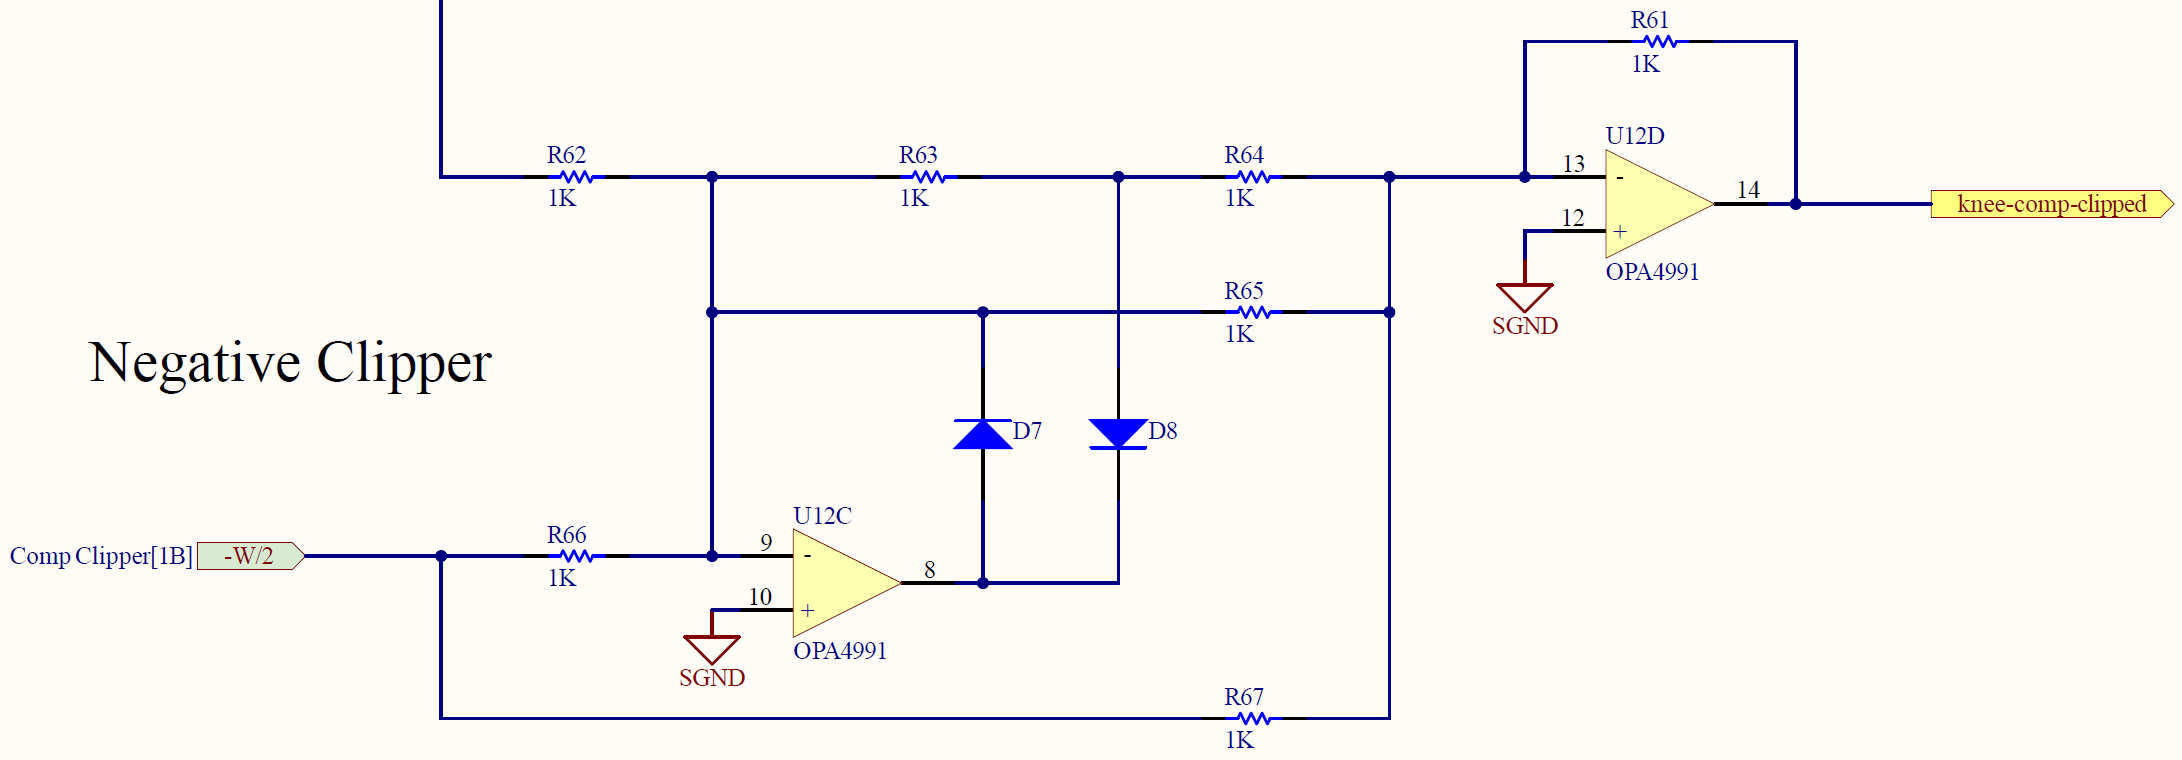 R61
1K
U12D
13
-
14
12
+
OPA4991
SGND
knee-comp-clipped
R62
1K
R63
1K
R64
1K
R65
1K
Negative Clipper
D7
D8
U12C
Comp Clipper[1B]
-W/2
R66
1K
9
-
8
10
+
OPA4991
SGND
R67
1K